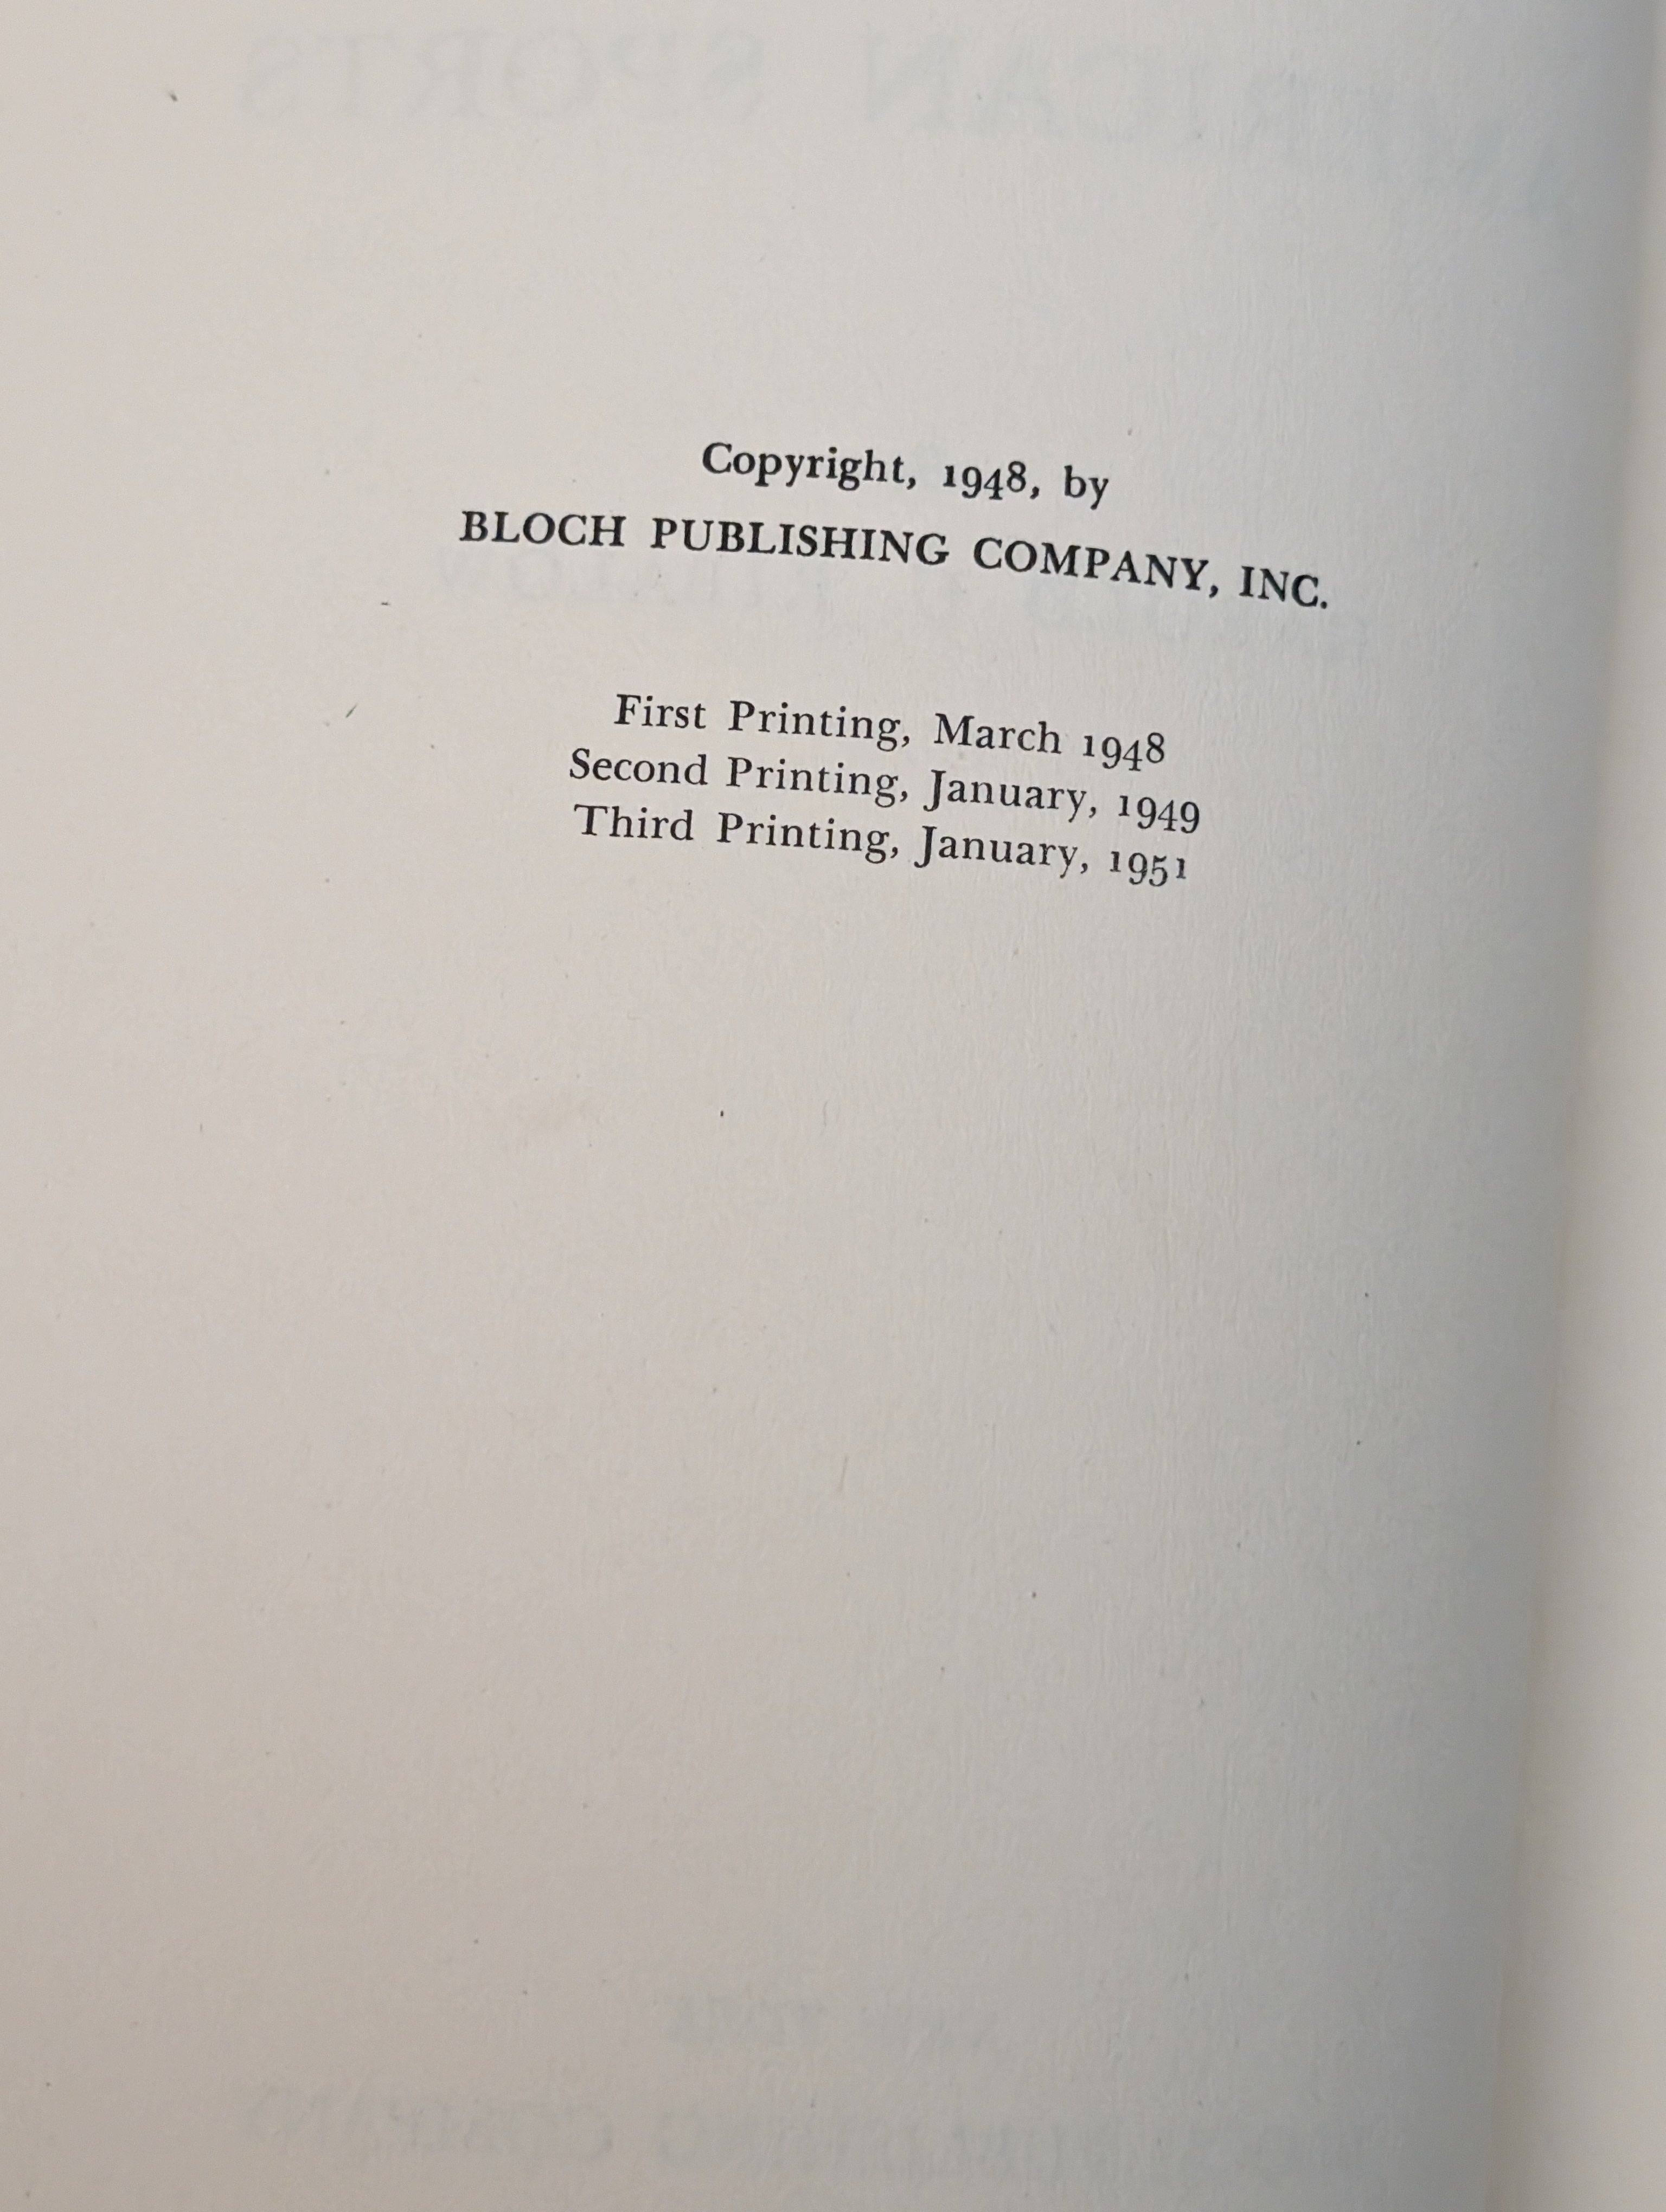 Copyright, 1948, by
BLOCH PUBLISHING COMPANY, INC.
First Printing, March 1948
Second Printing, January, 1949
Third Printing, January, 1951